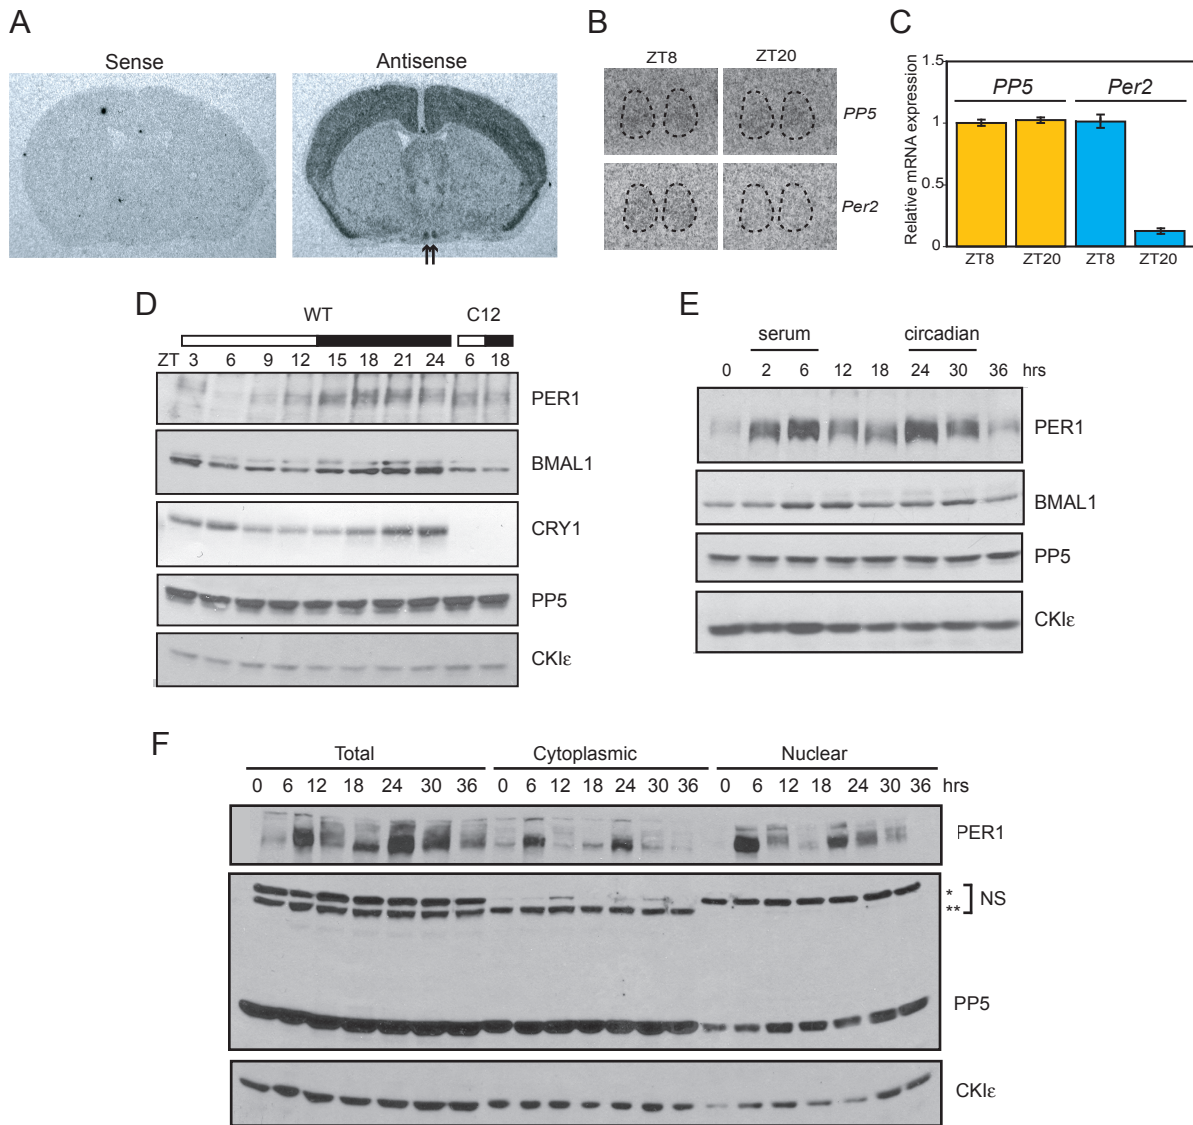 A
Sense
Antisense
B
ZT8
ZT20
PP5
Per2
C
Relative mRNA expression
1.5
1
0.5
0
PP5
Per2
ZT8
ZT20
ZT8
ZT20
D
WT
C12
ZT 3 6 9 12 15 18 21 24 6 18
PER1
BMAL1
CRY1
PP5
CKIε
E
serum
circadian
0 2 6 12 18 24 30 36 hrs
PER1
BMAL1
PP5
CKIε
F
Total
Cytoplasmic
Nuclear
0 6 12 18 24 30 36 0 6 12 18 24 30 36 0 6 12 18 24 30 36 hrs
PER1
* NS
**
PP5
CKIε